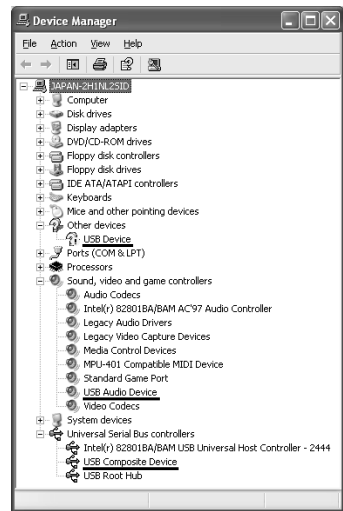 Device Manager
File Action View Help
JAPAN-2H1NL2SID
Computer
Disk drives
Display adapters
DVD/CD-ROM drives
Floppy disk controllers
Floppy disk drives
IDE ATA/ATAPI controllers
Keyboards
Mice and other pointing devices
Other devices
USB Device
Ports (COM & LPT)
Processors
Sound, video and game controllers
Audio Codecs
Intel(r) 82801BA/BAM AC'97 Audio Controller
Legacy Audio Drivers
Legacy Video Capture Devices
Media Control Devices
MPU-401 Compatible MIDI Device
Standard Game Port
USB Audio Device
Video Codecs
System devices
Universal Serial Bus controllers
Intel(r) 82801BA/BAM USB Universal Host Controller - 2444
USB Composite Device
USB Root Hub